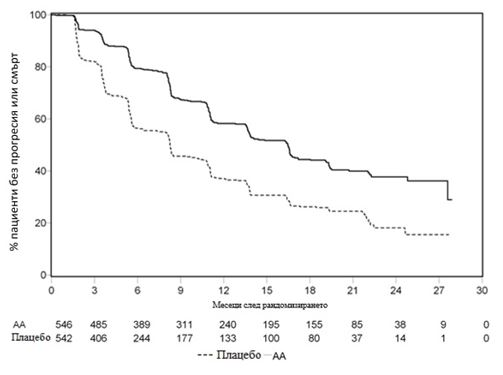 % пациенти без прогресия или смърт
100
80
60
40
20
0
0 3 6 9 12 15 18 21 24 27 30
Месеци след рандомизирането
AA 546 485 389 311 240 195 155 85 38 9 0
Плацебо 542 406 244 177 133 100 80 37 14 1 0
Плацебо AA